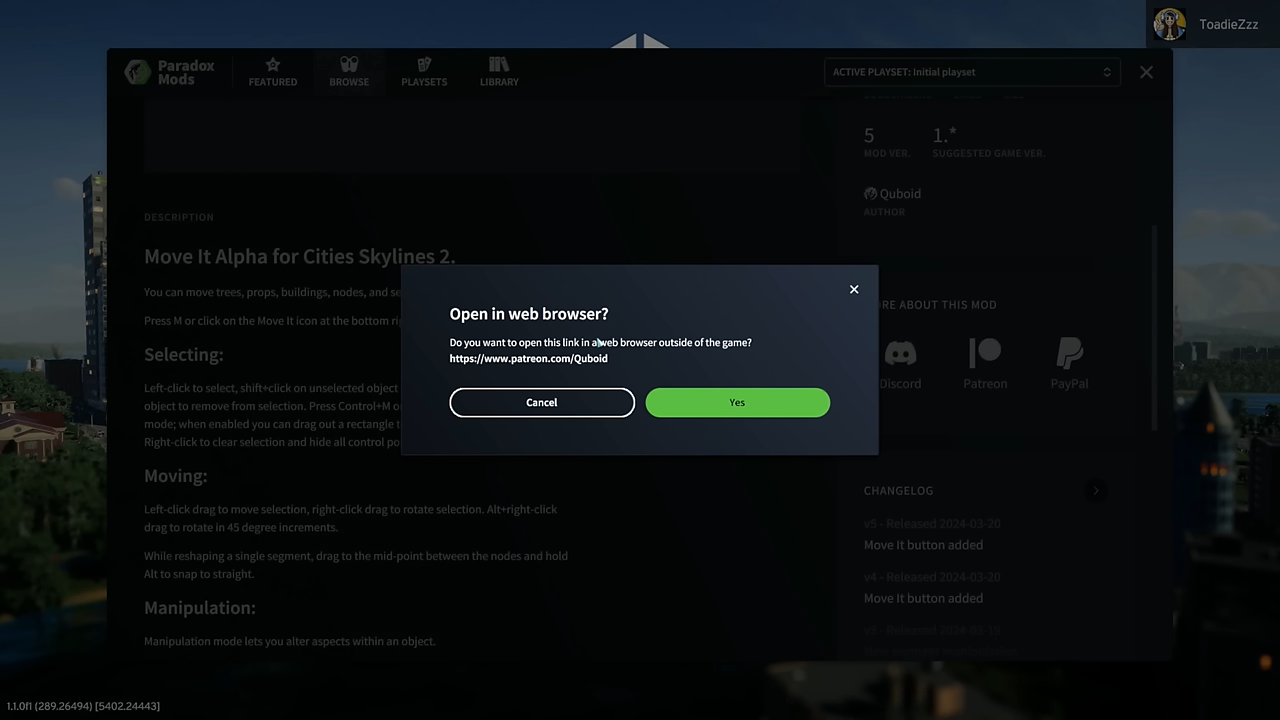 ToadieZzz
Paradox Mods
FEATURED
BROWSE
PLAYSETS
LIBRARY
ACTIVE PLAYSET: Initial playset
5
MOD VER.
1.*
SUGGESTED GAME VER.
Quboid
AUTHOR
DESCRIPTION
Move It Alpha for Cities Skylines 2.
You can move trees, props, buildings, nodes, and se
Press M or click on the Move It icon at the bottom ri
Selecting:
Left-click to select, shift+click on unselected object
object to remove from selection. Press Control+M o
mode; when enabled you can drag out a rectangle t
Right-click to clear selection and hide all control po
Moving:
Left-click drag to move selection, right-click drag to rotate selection. Alt+right-click
drag to rotate in 45 degree increments.
While reshaping a single segment, drag to the mid-point between the nodes and hold
Alt to snap to straight.
Manipulation:
Manipulation mode lets you alter aspects within an object.
Open in web browser?
Do you want to open this link in a web browser outside of the game?
https://www.patreon.com/Quboid
Cancel
Yes
RE ABOUT THIS MOD
Discord
Patreon
PayPal
CHANGELOG
v5 - Released 2024-03-20
Move It button added
v4 - Released 2024-03-20
Move It button added
1.1.0f1 (289.26494) [5402.24443]